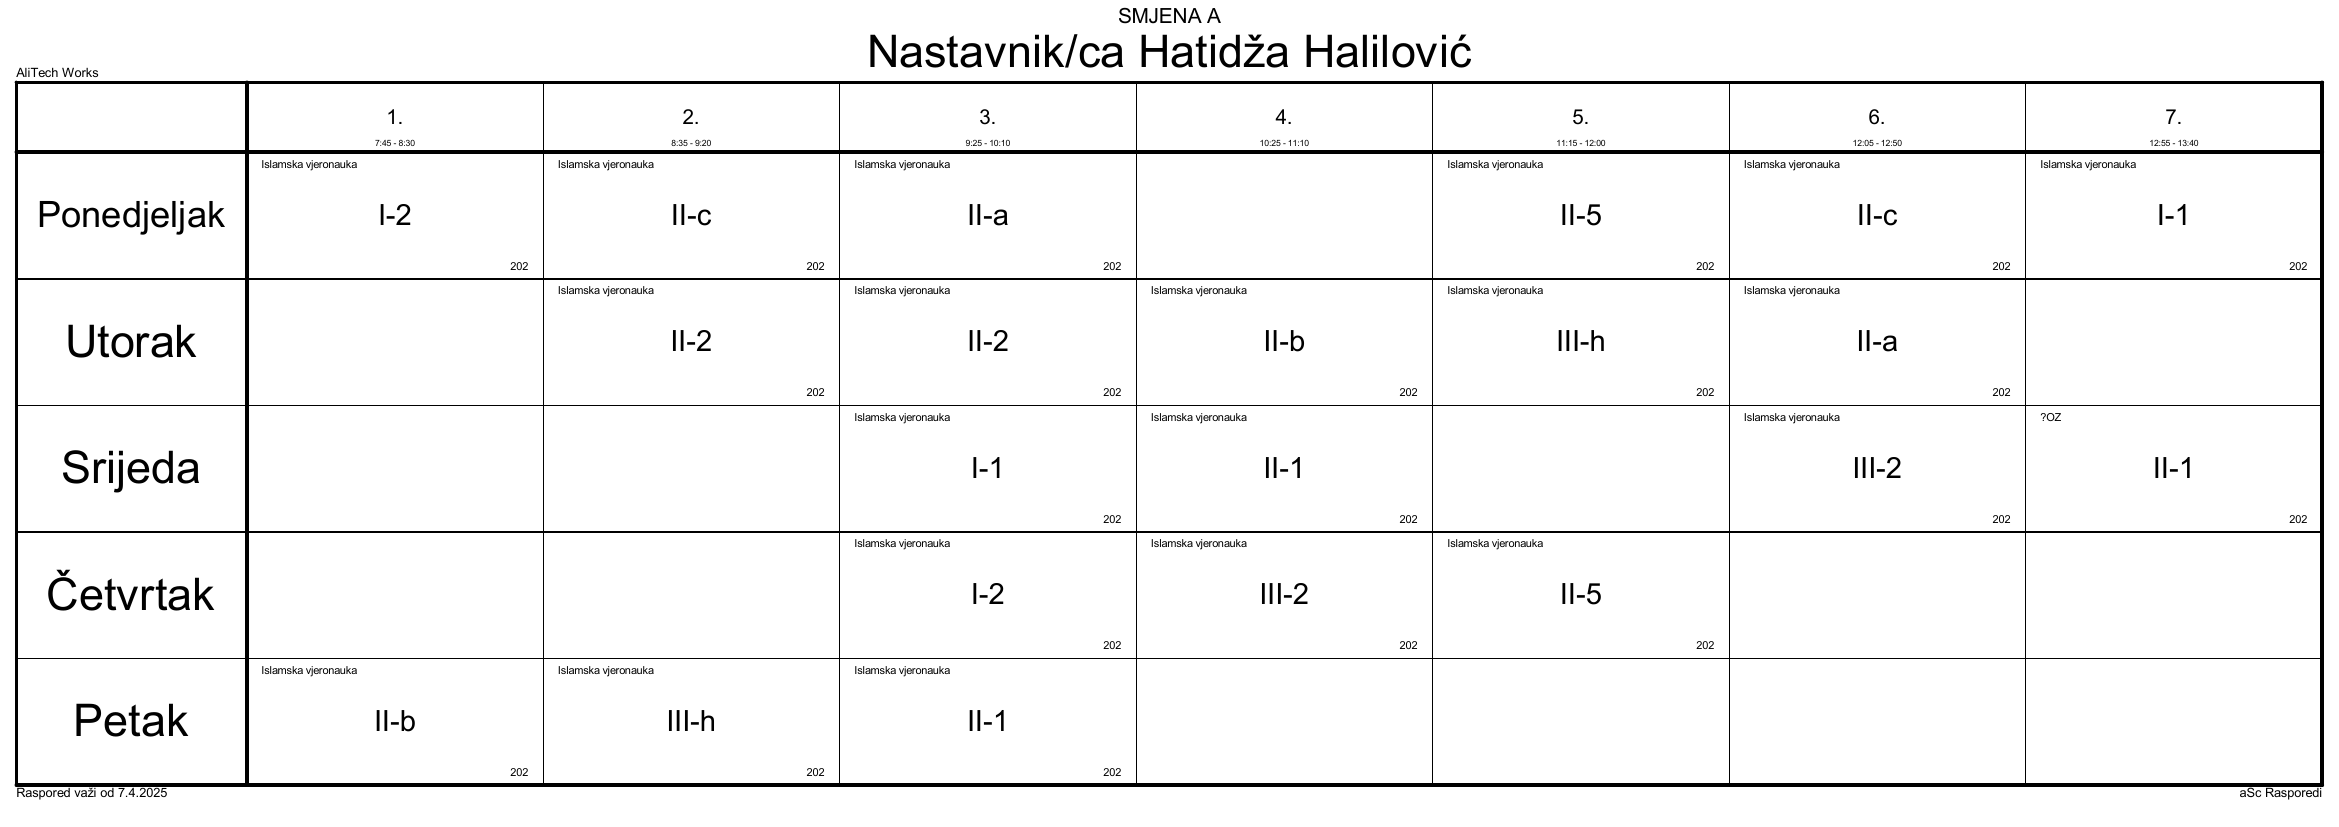 SMJENA A
Nastavnik/ca Hatidža Halilović
AliTech Works
1. 2. 3. 4. 5. 6. 7.
7:45 - 8:30 8:35 - 9:20 9:25 - 10:10 10:25 - 11:10 11:15 - 12:00 12:05 - 12:50 12:55 - 13:40
Islamska vjeronauka Islamska vjeronauka Islamska vjeronauka Islamska vjeronauka Islamska vjeronauka Islamska vjeronauka
Ponedjeljak I-2 II-c II-a II-5 II-c I-1
202 202 202 202 202 202
Islamska vjeronauka Islamska vjeronauka Islamska vjeronauka Islamska vjeronauka Islamska vjeronauka
Utorak II-2 II-2 II-b III-h II-a
202 202 202 202 202
Islamska vjeronauka Islamska vjeronauka Islamska vjeronauka ?OZ
Srijeda I-1 II-1 III-2 II-1
202 202 202 202
Islamska vjeronauka Islamska vjeronauka Islamska vjeronauka
Četvrtak I-2 III-2 II-5
202 202 202
Islamska vjeronauka Islamska vjeronauka Islamska vjeronauka
Petak II-b III-h II-1
202 202 202
Raspored važi od 7.4.2025 aSc Rasporedi